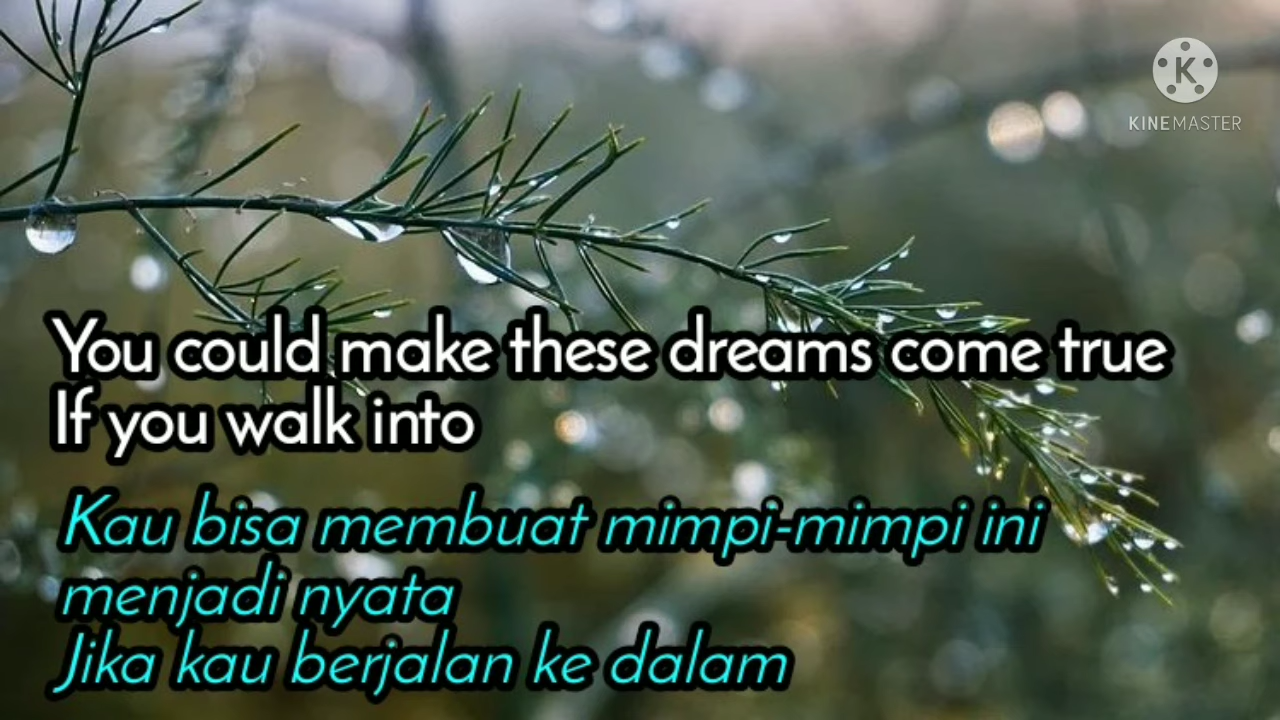 K
KINEMASTER
You could make these dreams come true
If you walk into
Kau bisa membuat mimpi-mimpi ini
menjadi nyata
Jika kau berjalan ke dalam